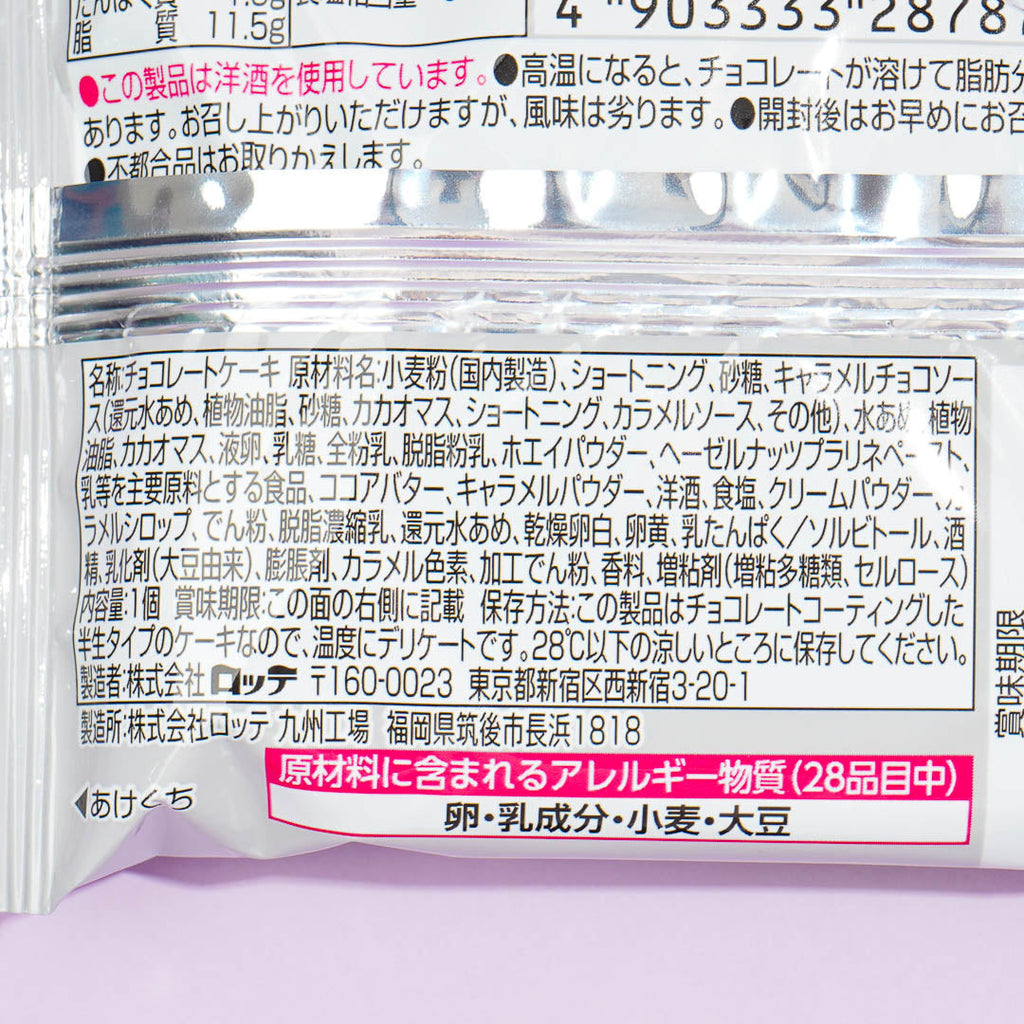 脂質 11.5g
4 "903333"28782
●この製品は洋酒を使用しています。●高温になると、チョコレートが溶けて脂肪分
あります。お召し上がりいただけますが、風味は劣ります。●開封後はお早めにお召
●不都合品はお取りかえします。
名称:チョコレートケーキ 原材料名:小麦粉(国内製造)、ショートニング、砂糖、キャラメルチョコソー
ス(還元水あめ、植物油脂、砂糖、カカオマス、ショートニング、カラメルソース、その他)、水あめ、植物
油脂、カカオマス、液卵、乳糖、全粉乳、脱脂粉乳、ホエイパウダー、ヘーゼルナッツプラリネペースト、
乳等を主要原料とする食品、ココアバター、キャラメルパウダー、洋酒、食塩、クリームパウダー、カ
ラメルシロップ、でん粉、脱脂濃縮乳、還元水あめ、乾燥卵白、卵黄、乳たんぱく/ソルビトール、酒
精、乳化剤(大豆由来)、膨脹剤、カラメル色素、加工でん粉、香料、増粘剤(増粘多糖類、セルロース)
内容量:1個 賞味期限:この面の右側に記載 保存方法:この製品はチョコレートコーティングした
半生タイプのケーキなので、温度にデリケートです。28℃以下の涼しいところに保存してください。
製造者:株式会社 ロッテ 〒160-0023 東京都新宿区西新宿3-20-1
製造所:株式会社ロッテ 九州工場 福岡県筑後市長浜1818
賞味期限
原材料に含まれるアレルギー物質(28品目中)
◀あけくち
卵・乳成分・小麦・大豆